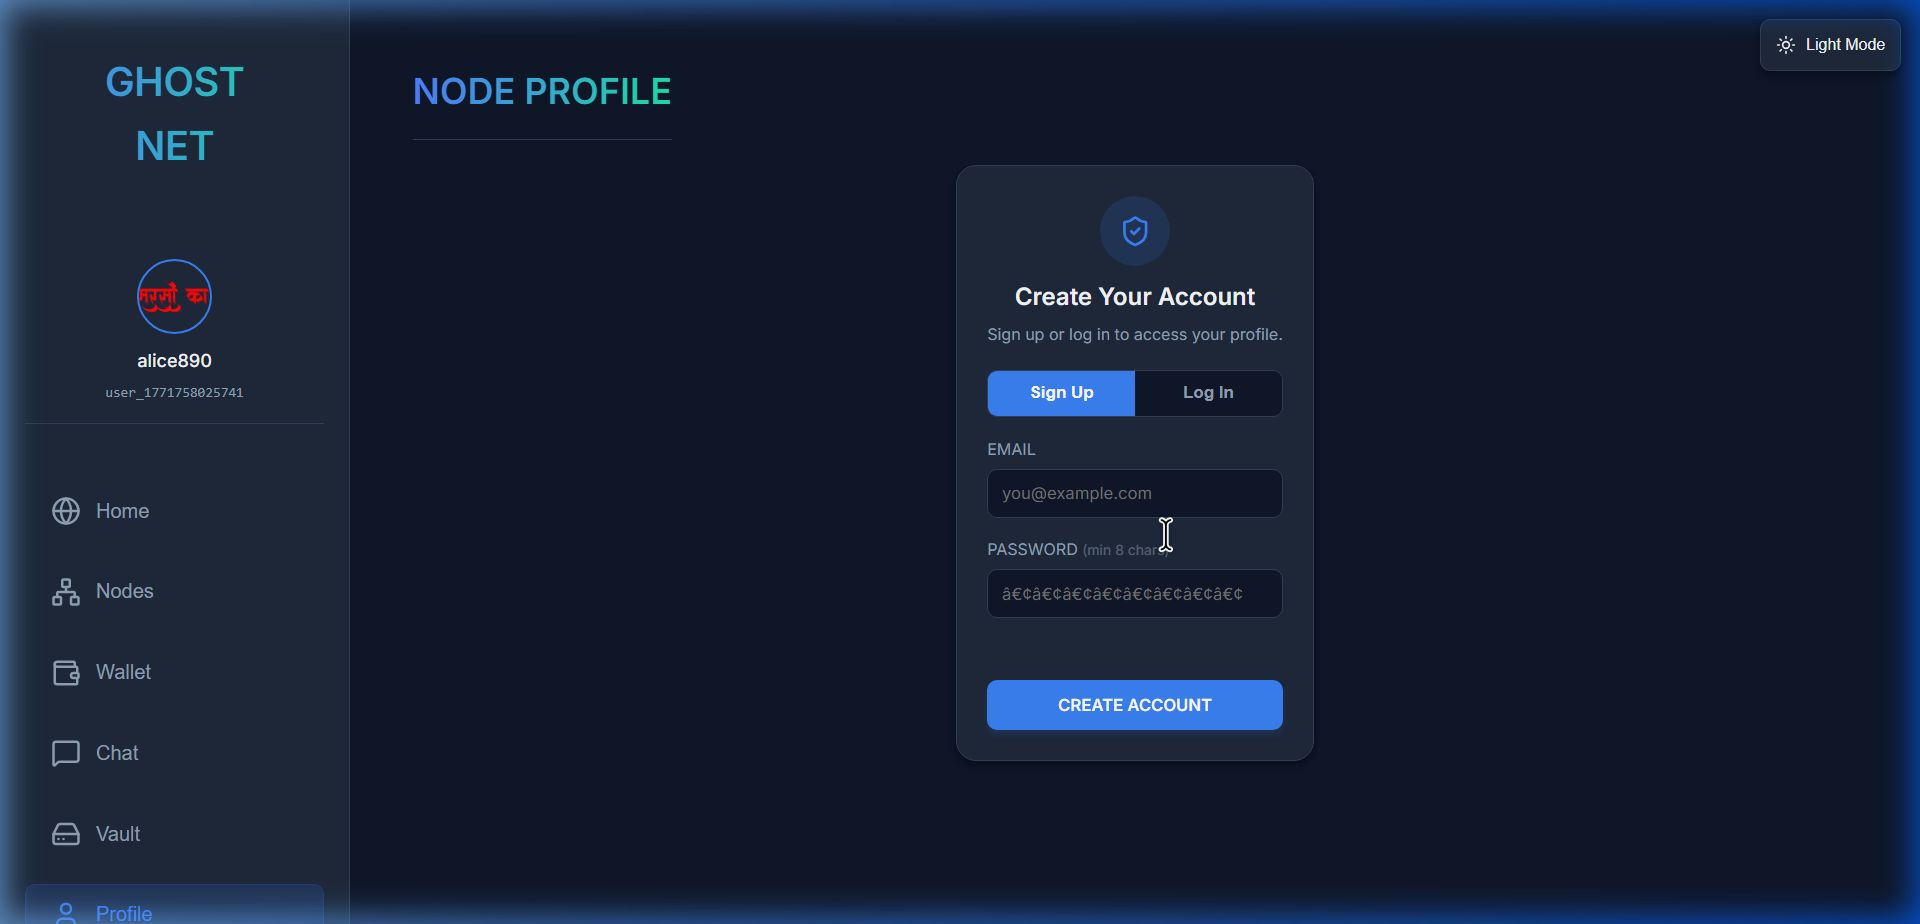 GHOST
NET
मरसों का
alice890
user_1771758025741
Home
Nodes
Wallet
Chat
Vault
Profile
Light Mode
NODE PROFILE
Create Your Account
Sign up or log in to access your profile.
Sign Up
Log In
EMAIL
you@example.com
PASSWORD (min 8 chars)
•••••••â€¢â€¢â€¢â€¢â€¢â€¢â€¢â€¢
CREATE ACCOUNT